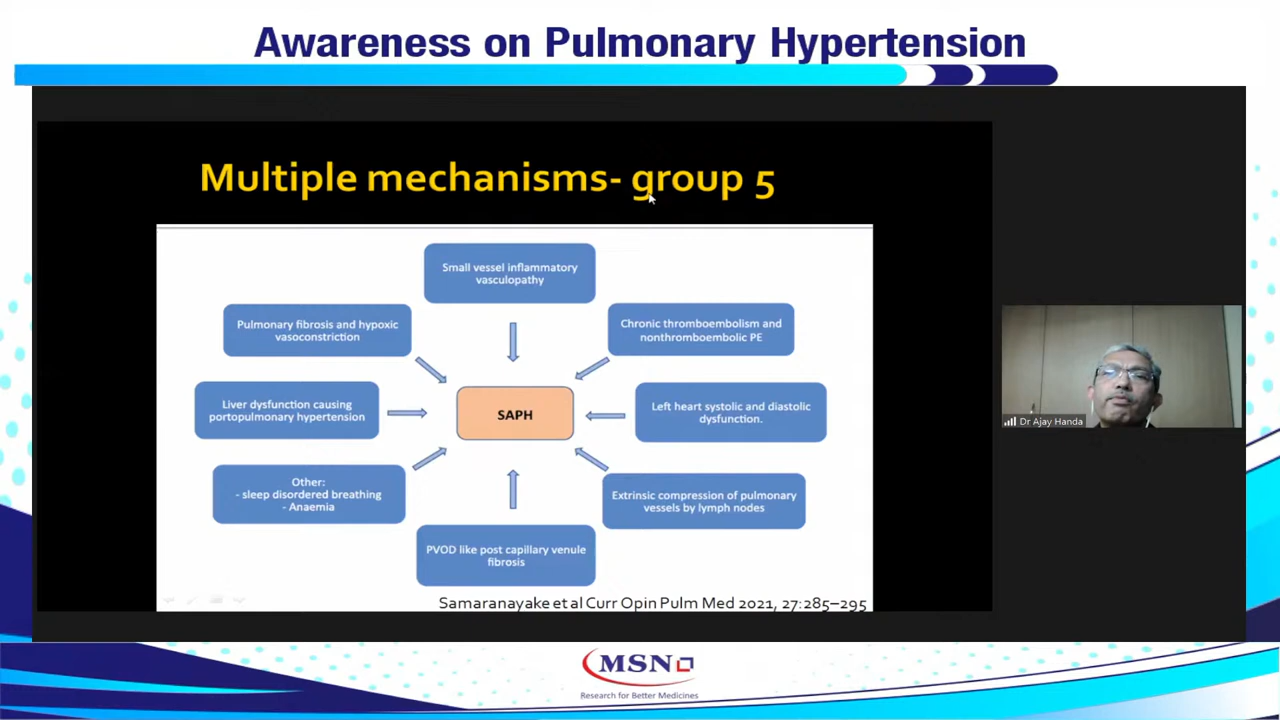 Awareness on Pulmonary Hypertension
Multiple mechanisms- group 5
Small vessel inflammatory
vasculopathy
Pulmonary fibrosis and hypoxic
vasoconstriction
Chronic thromboembolism and
nonthromboembolic PE
Liver dysfunction causing
portopulmonary hypertension
SAPH
Left heart systolic and diastolic
dysfunction.
Other:
- sleep disordered breathing
- Anaemia
Extrinsic compression of pulmonary
vessels by lymph nodes
PVOD like post capillary venule
fibrosis
Samaranayake et al Curr Opin Pulm Med 2021, 27:285–295
Dr Ajay Handa
MSN
Research for Better Medicines